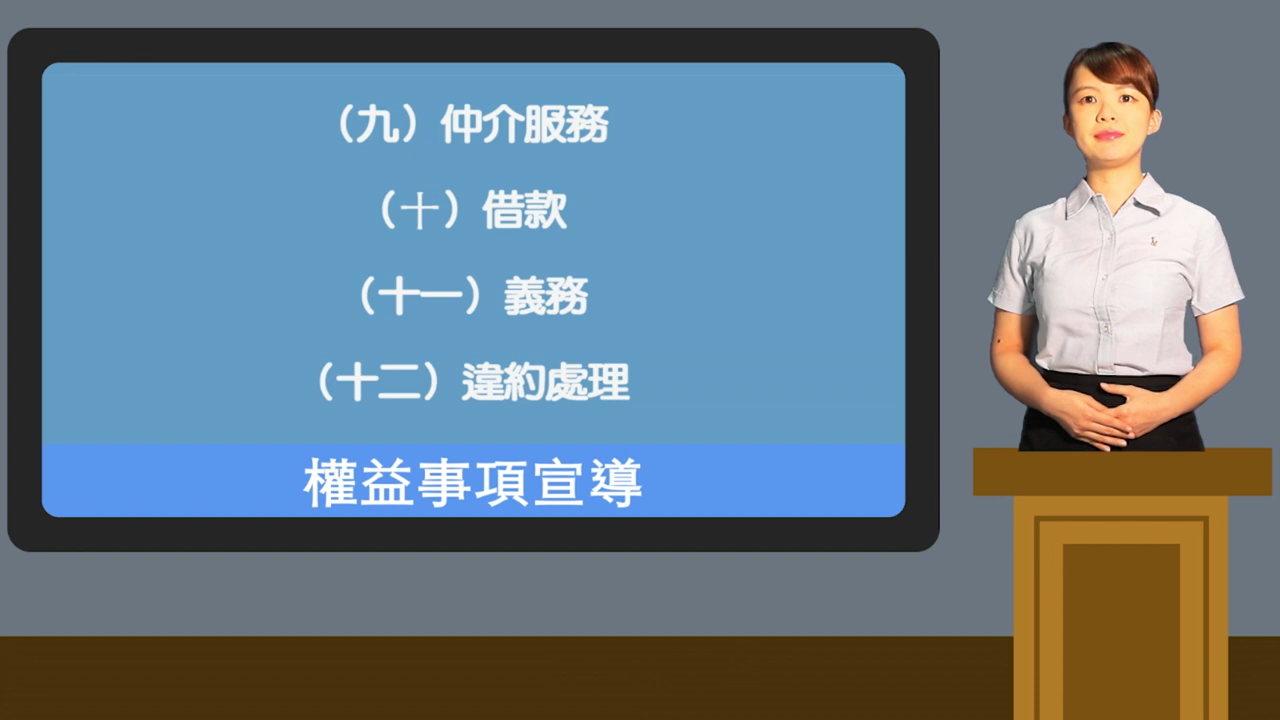 （九）仲介服務
（十）借款
（十一）義務
（十二）違約處理
權益事項宣導